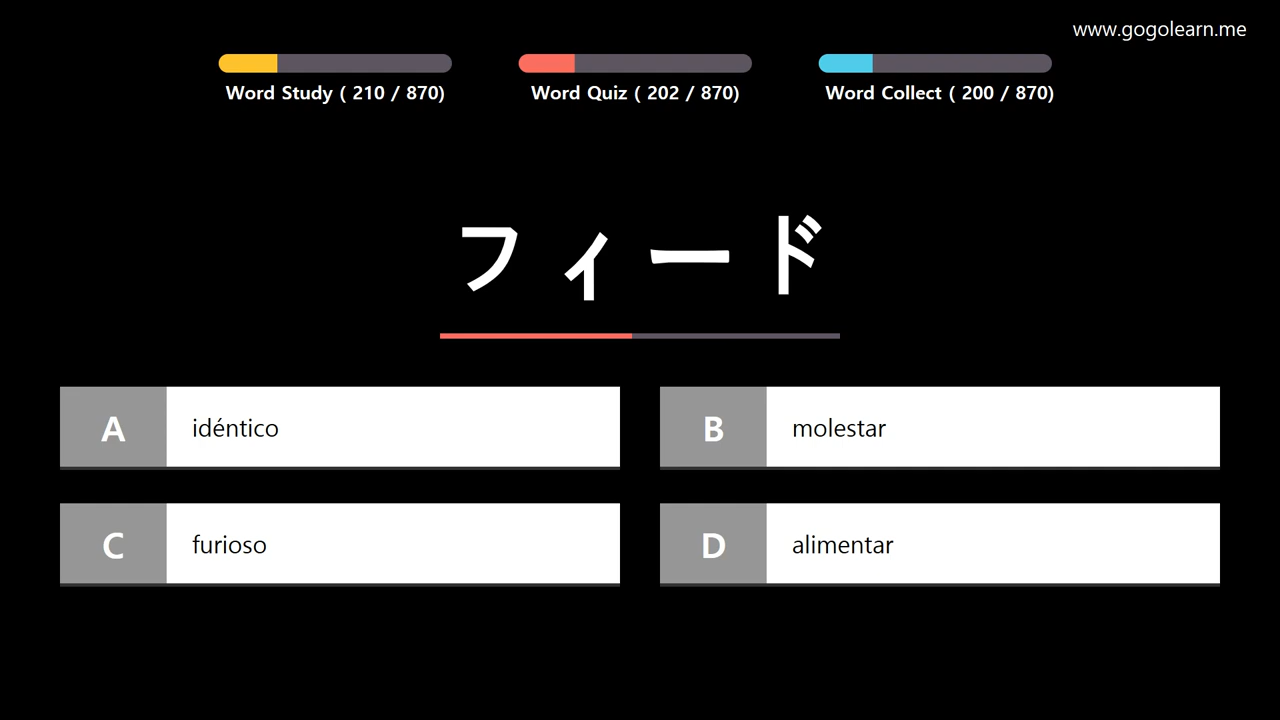 www.gogolearn.me
Word Study ( 210 / 870)
Word Quiz ( 202 / 870)
Word Collect ( 200 / 870)
フィード
A idéntico
B molestar
C furioso
D alimentar